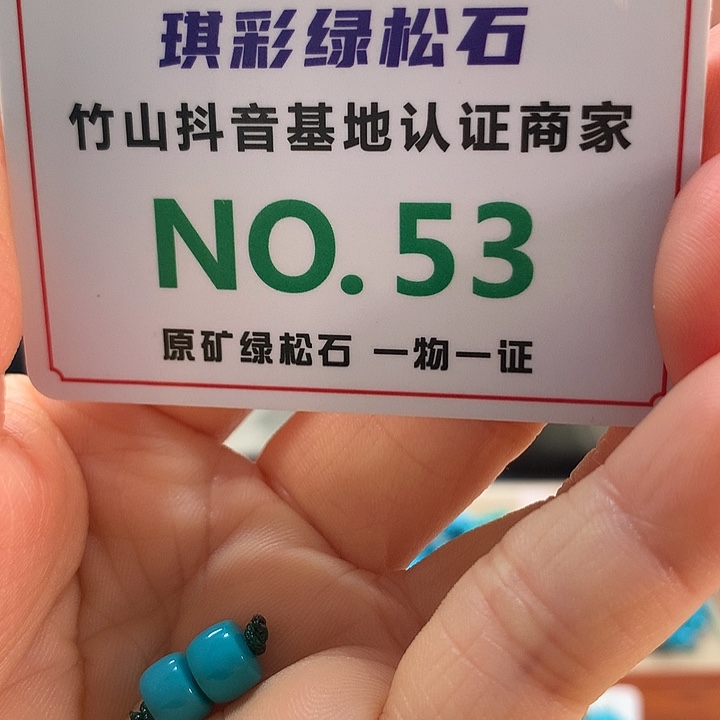 琪彩绿松石
竹山抖音基地认证商家
NO.53
原矿绿松石 一物一证